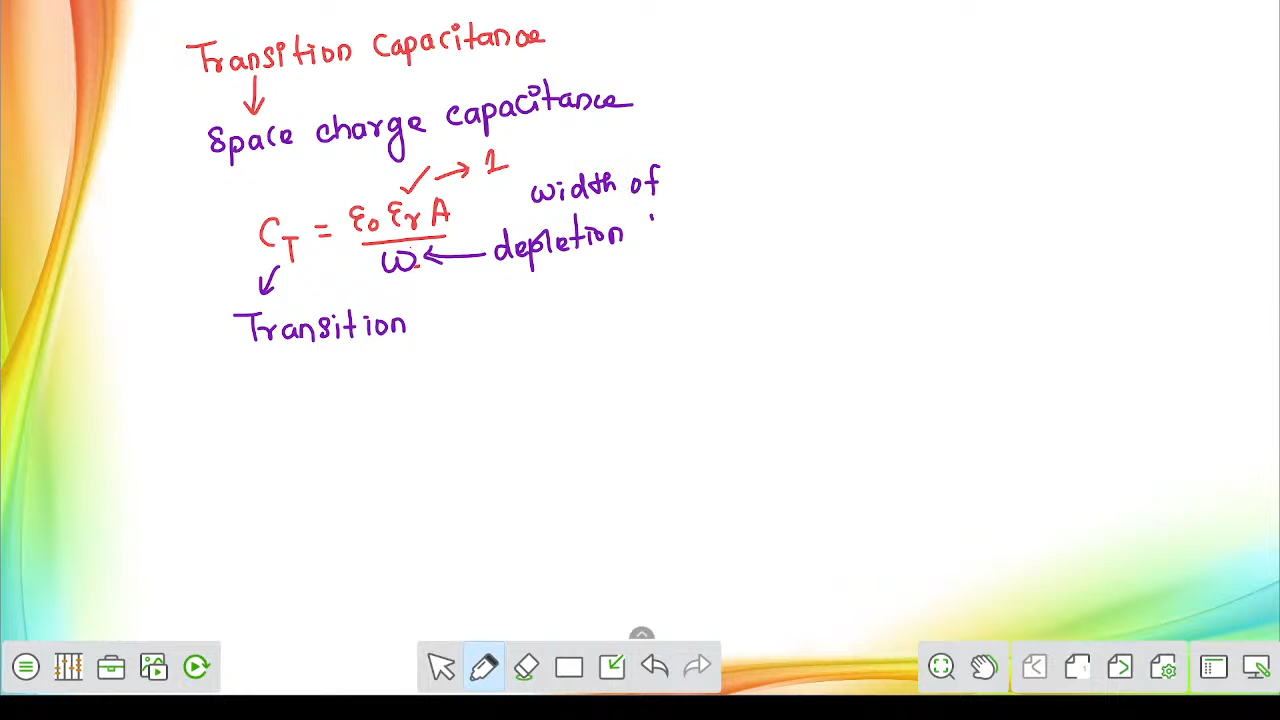 Transition Capacitance
↓
Space charge capacitance
✓ → 1
C_T = ε₀ εᵣ A / W ← width of depletion
Transition